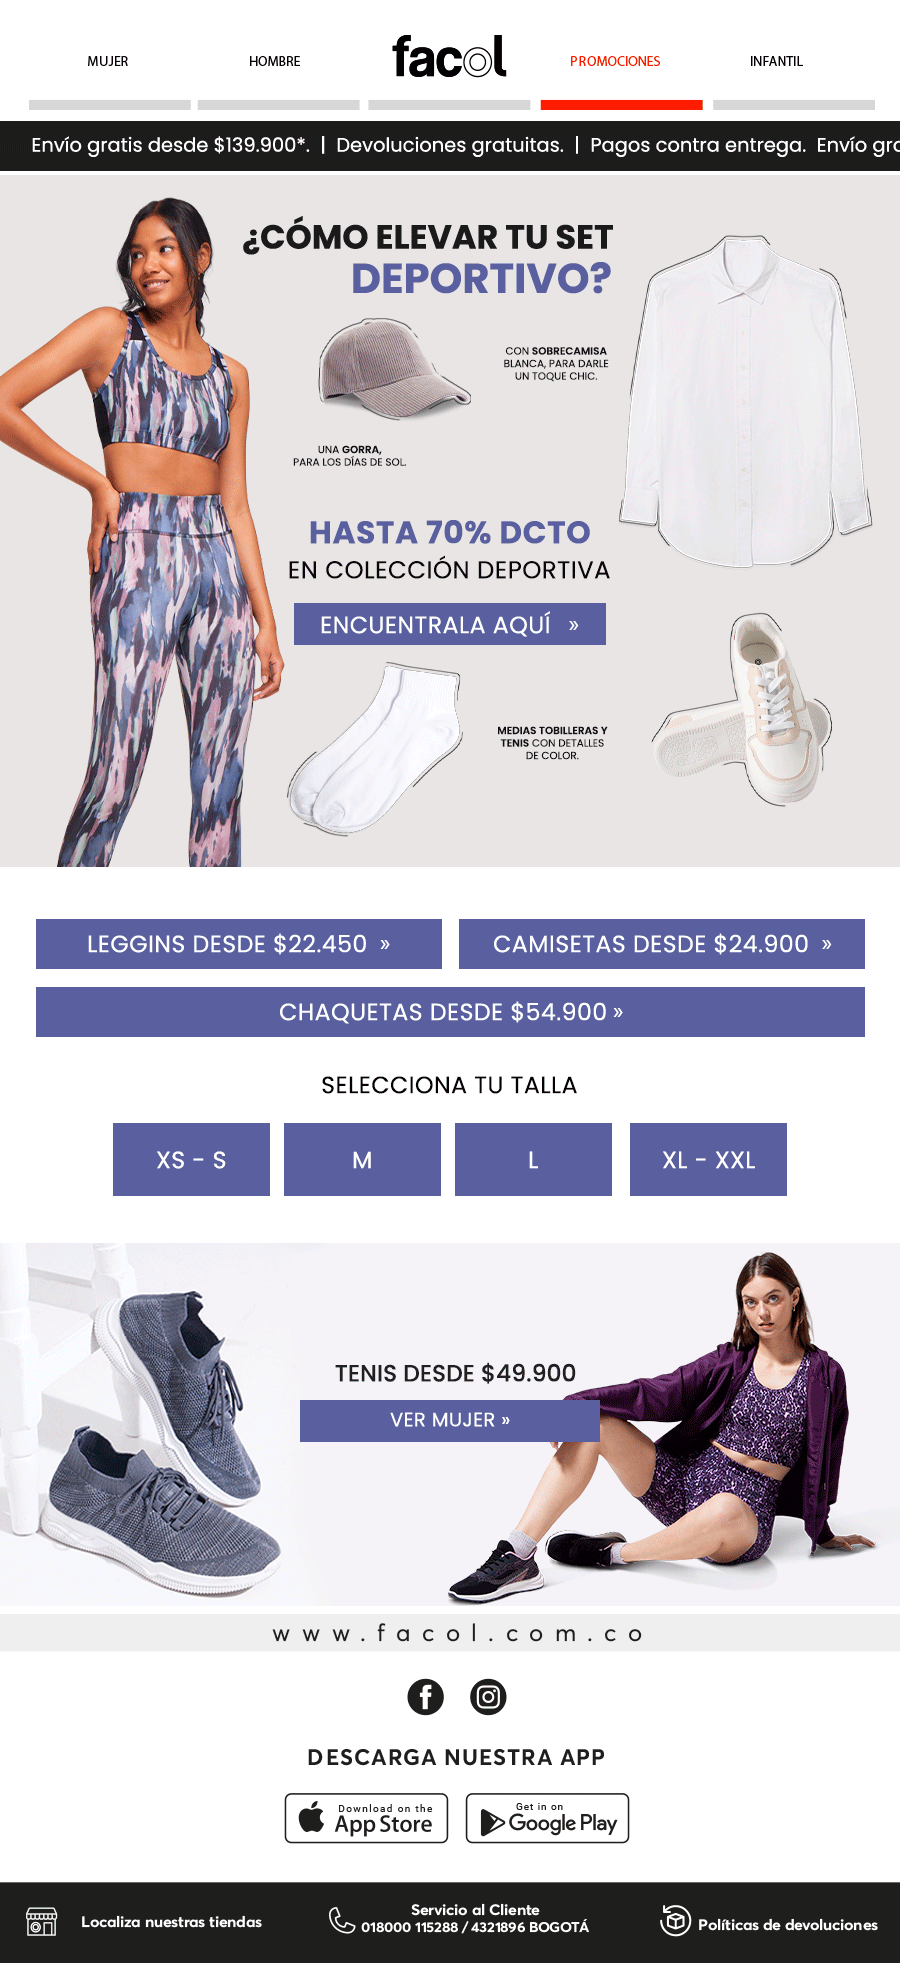 MUJER
HOMBRE
facol
PROMOCIONES
INFANTIL
Envío gratis desde $139.900*. | Devoluciones gratuitas. | Pagos contra entrega. Envío gra
¿CÓMO ELEVAR TU SET
DEPORTIVO?
CON SOBRECAMISA
BLANCA, PARA DARLE
UN TOQUE CHIC.
UNA GORRA,
PARA LOS DÍAS DE SOL.
HASTA 70% DCTO
EN COLECCIÓN DEPORTIVA
ENCUENTRALA AQUÍ »
MEDIAS TOBILLERAS Y
TENIS CON DETALLES
DE COLOR.
LEGGINS DESDE $22.450 »
CAMISETAS DESDE $24.900 »
CHAQUETAS DESDE $54.900 »
SELECCIONA TU TALLA
XS - S
M
L
XL - XXL
TENIS DESDE $49.900
VER MUJER »
www.facol.com.co
DESCARGA NUESTRA APP
Download on the
App Store
Get in on
Google Play
Localiza nuestras tiendas
Servicio al Cliente
018000 115288 / 4321896 BOGOTÁ
Políticas de devoluciones